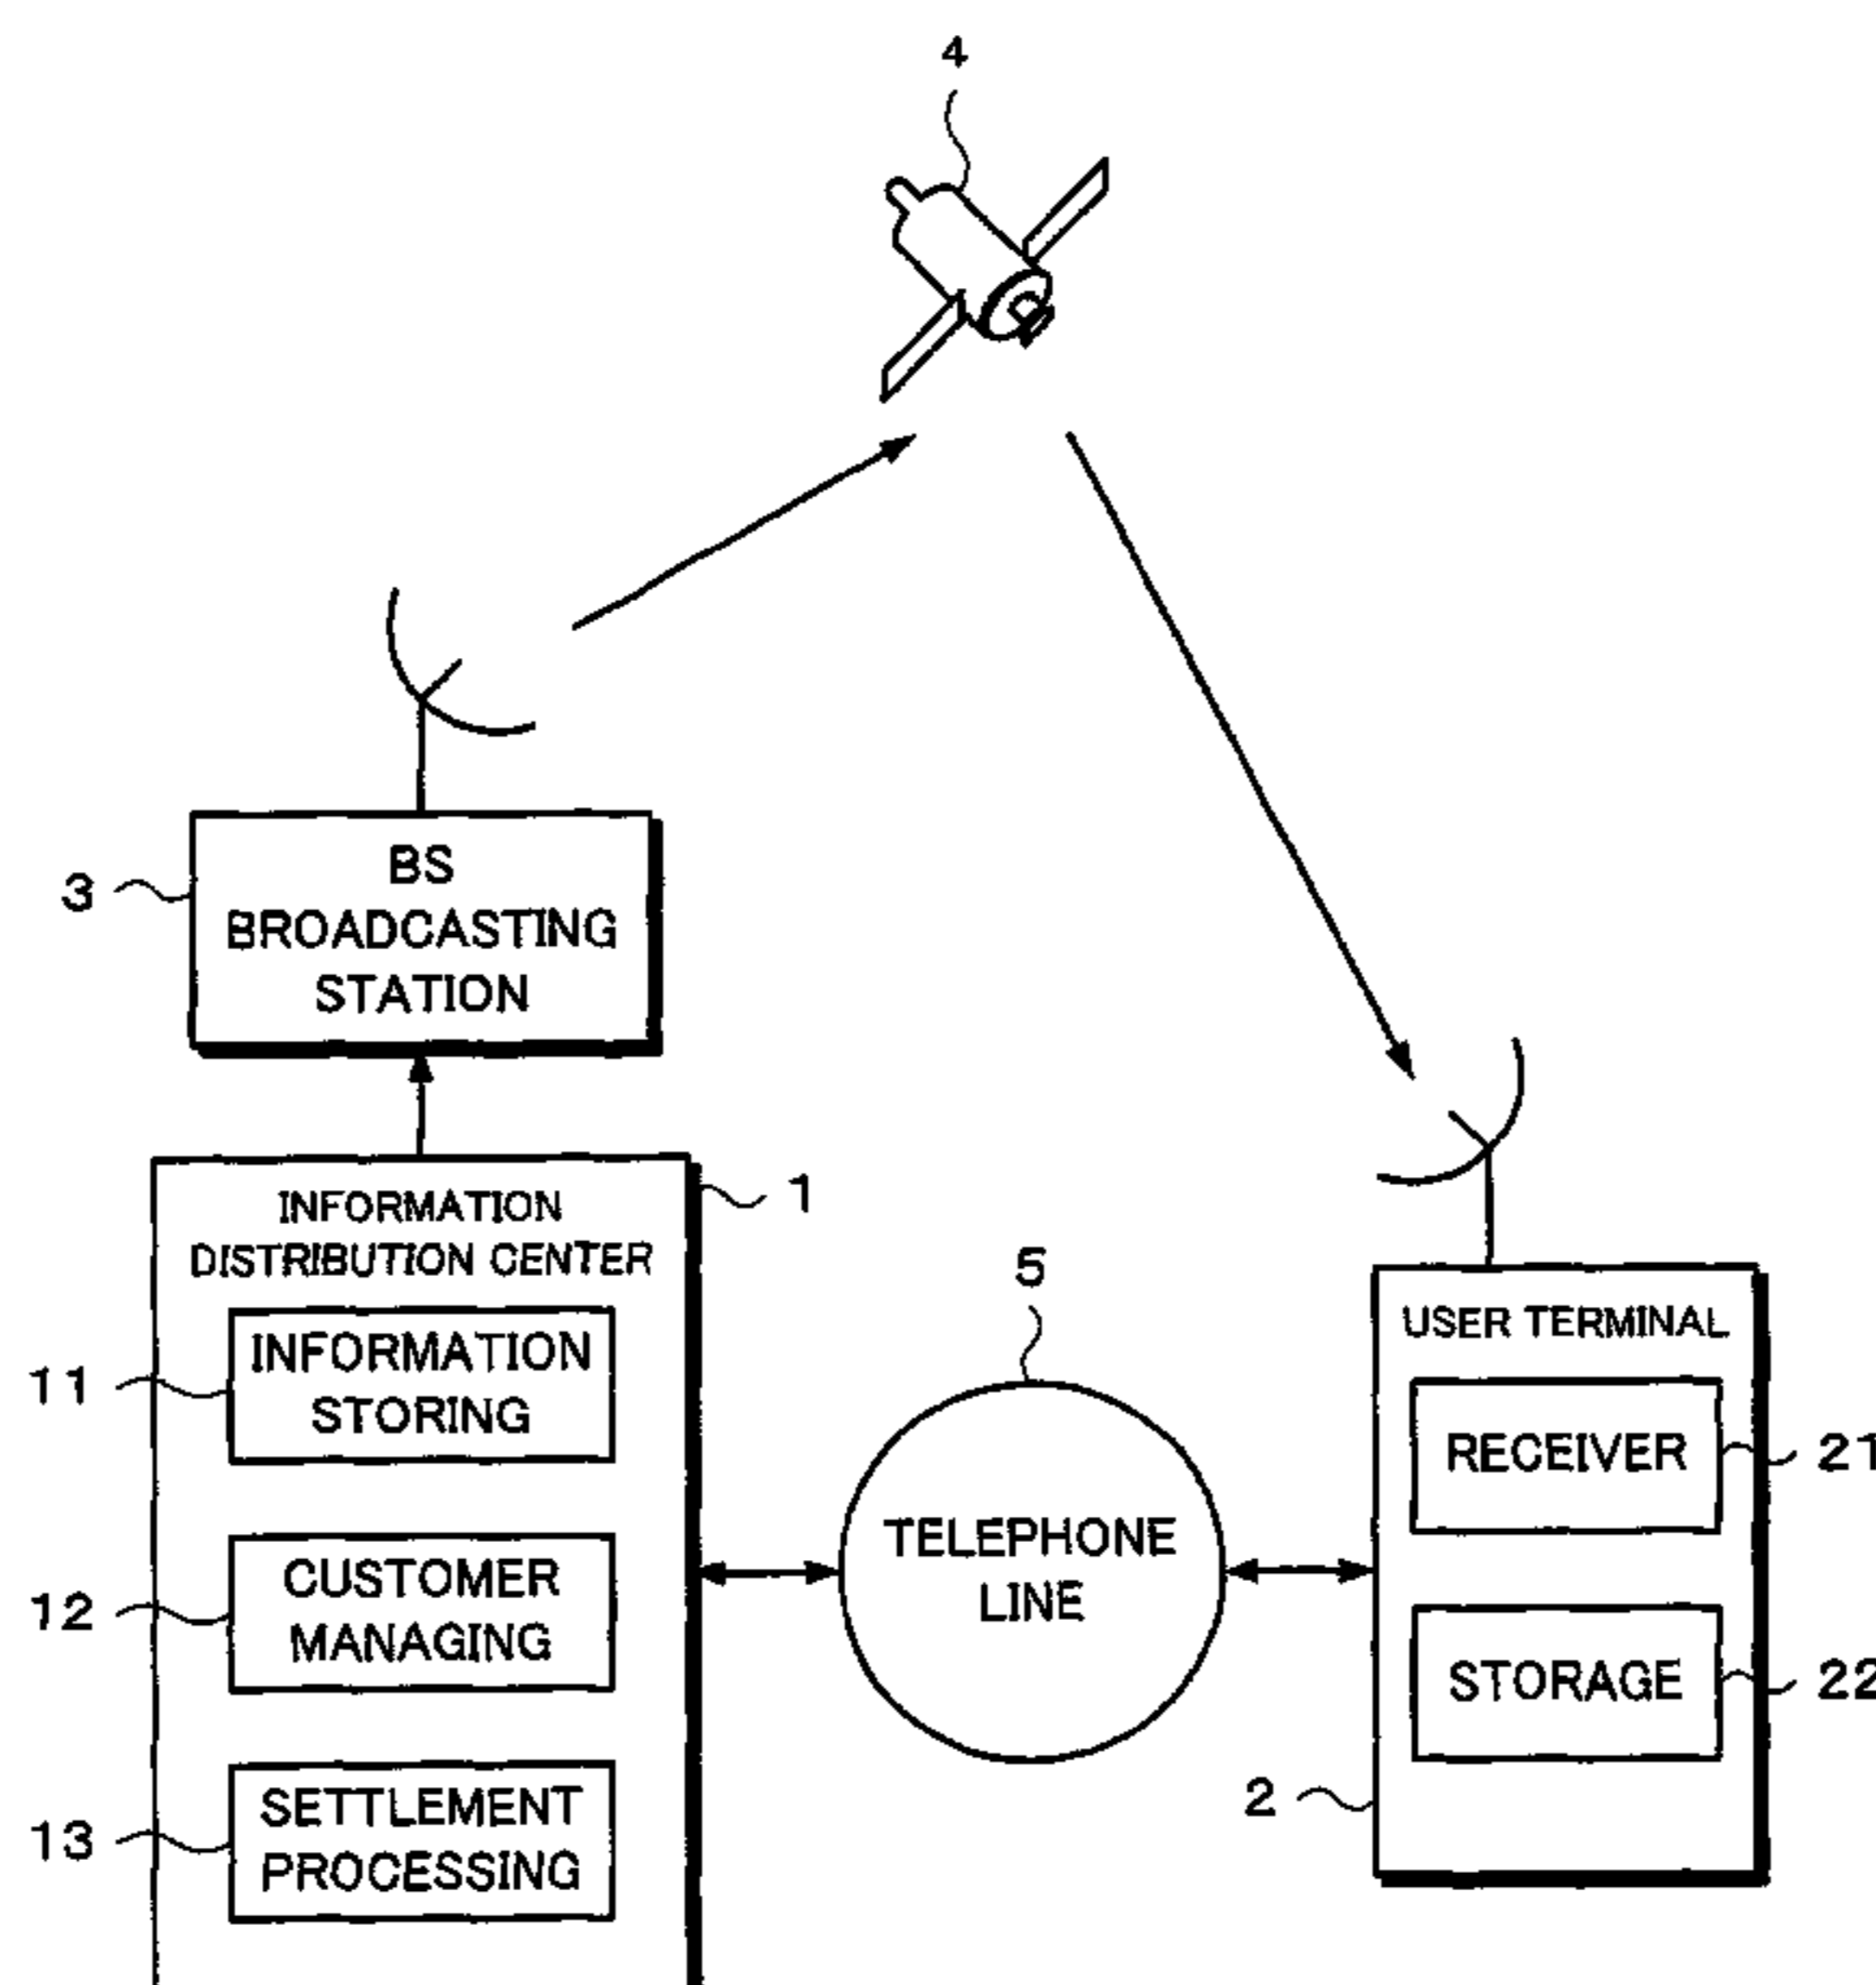 4
3
BS
BROADCASTING
STATION
1
INFORMATION
DISTRIBUTION CENTER
11
INFORMATION
STORING
12
CUSTOMER
MANAGING
13
SETTLEMENT
PROCESSING
5
TELEPHONE
LINE
USER TERMINAL
RECEIVER
21
STORAGE
22
2